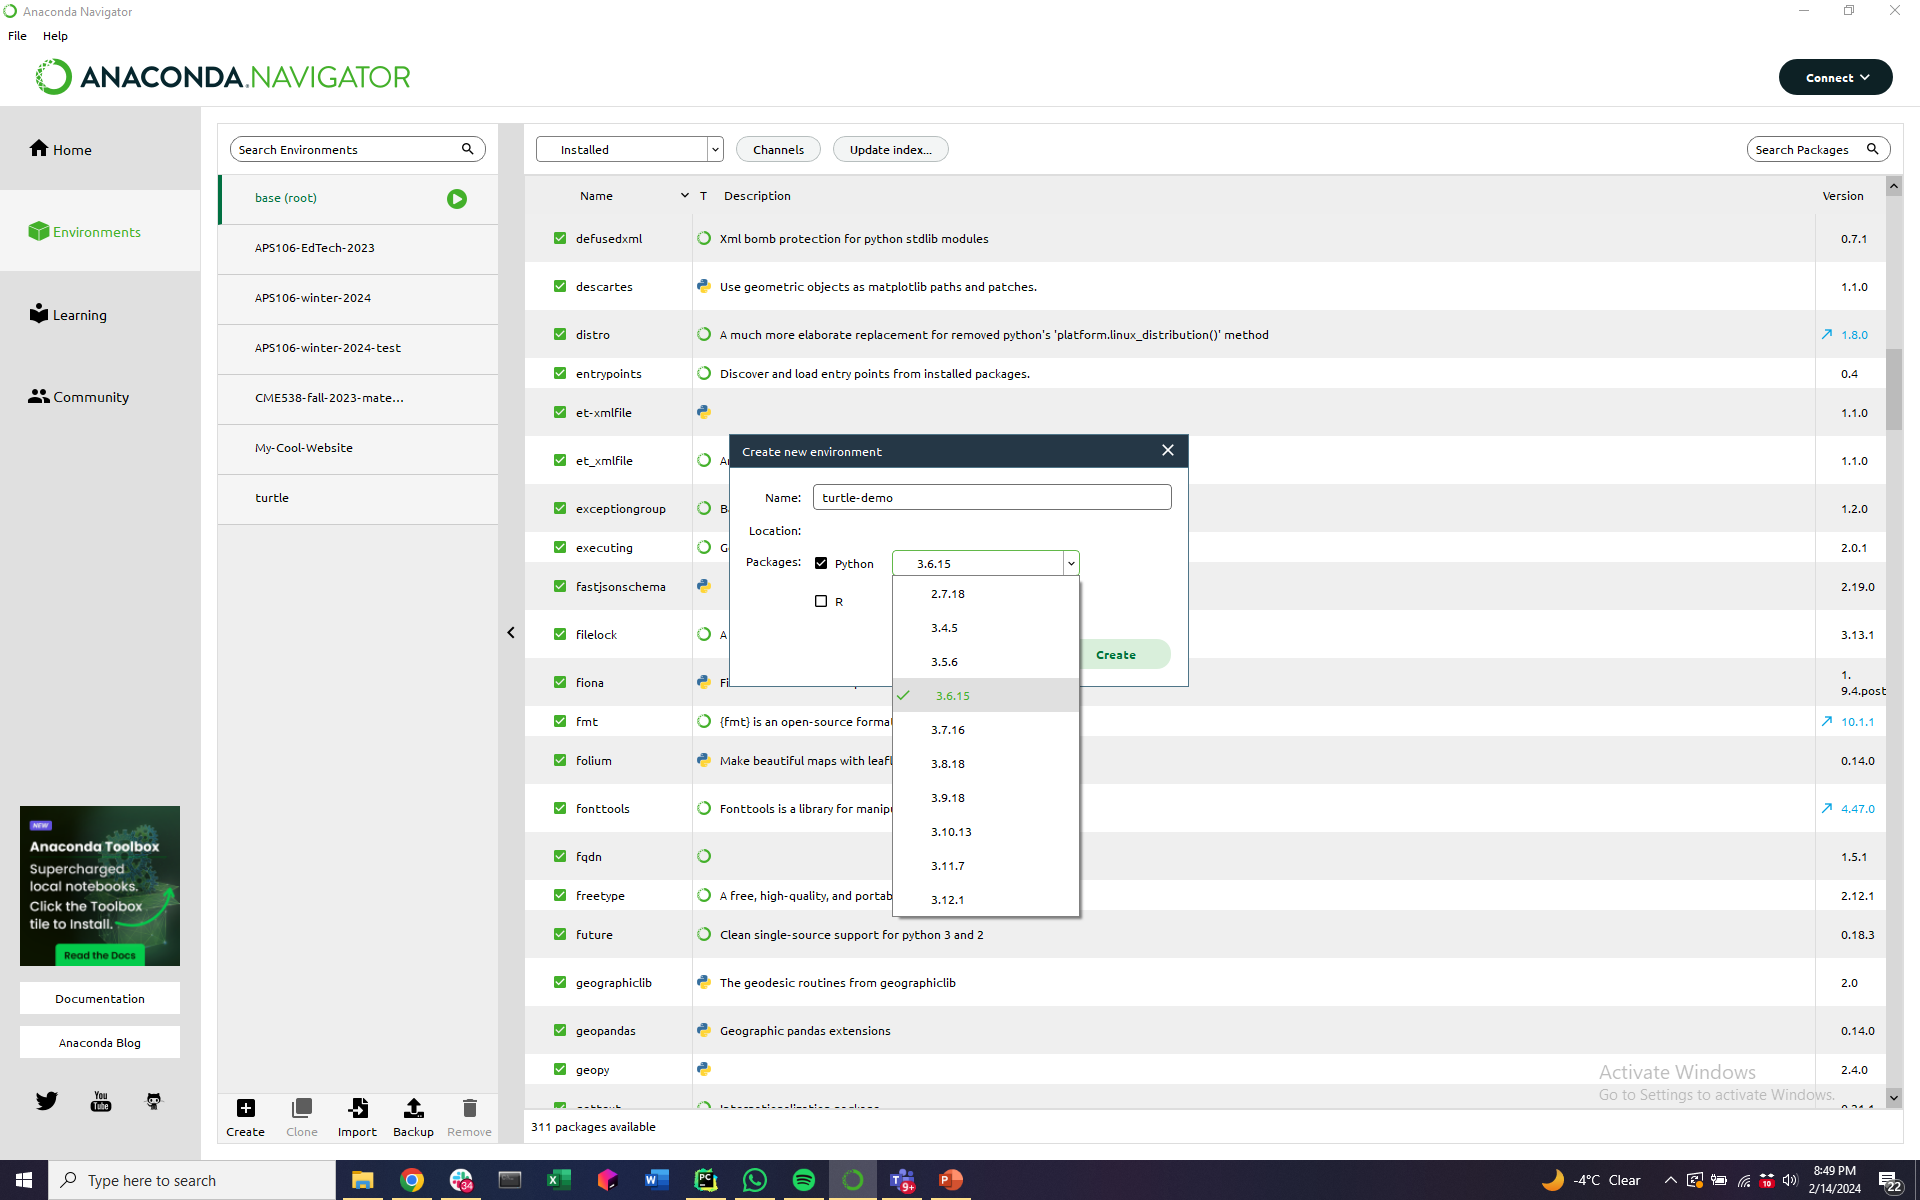 Anaconda Navigator
File Help
ANACONDA.NAVIGATOR
Connect
Home
Environments
Learning
Community
NEW
Anaconda Toolbox
Supercharged
local notebooks.
Click the Toolbox
tile to Install.
Read the Docs
Documentation
Anaconda Blog
You
Tube
Search Environments
base (root)
APS106-EdTech-2023
APS106-winter-2024
APS106-winter-2024-test
CME538-fall-2023-mate...
My-Cool-Website
turtle
Create Clone Import Backup Remove
Installed Channels Update index... Search Packages
Name T Description Version
defusedxml Xml bomb protection for python stdlib modules 0.7.1
descartes Use geometric objects as matplotlib paths and patches. 1.1.0
distro A much more elaborate replacement for removed python's 'platform.linux_distribution()' method 1.8.0
entrypoints Discover and load entry points from installed packages. 0.4
et-xmlfile 1.1.0
et_xmlfile 1.1.0
exceptiongroup 1.2.0
executing 2.0.1
fastjsonschema 2.19.0
filelock A 3.13.1
fiona 1.
9.4.post
fmt {fmt} is an open-source 10.1.1
folium Make beautiful maps with 0.14.0
fonttools Fonttools is a library for 4.47.0
fqdn 1.5.1
freetype A free, high-quality, and 2.12.1
future Clean single-source support for python 3 and 2 0.18.3
geographiclib The geodesic routines from geographiclib 2.0
geopandas Geographic pandas extensions 0.14.0
geopy 2.4.0
311 packages available
Create new environment
Name: turtle-demo
Location:
Packages: Python 3.6.15
R
2.7.18
3.4.5
3.5.6
3.6.15
3.7.16
3.8.18
3.9.18
3.10.13
3.11.7
3.12.1
Create
Activate Windows
Go to Settings to activate Windows.
Type here to search
34
PC
9+
-4°C Clear
10
8:49 PM
2/14/2024
22